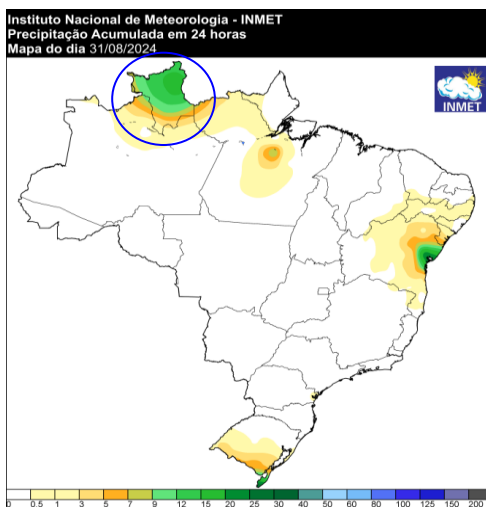 Instituto Nacional de Meteorologia - INMET
Precipitação Acumulada em 24 horas
Mapa do dia 31/08/2024
INMET
0 0.5 1 3 5 7 9 12 15 20 25 30 40 50 60 80 100 125 150 200